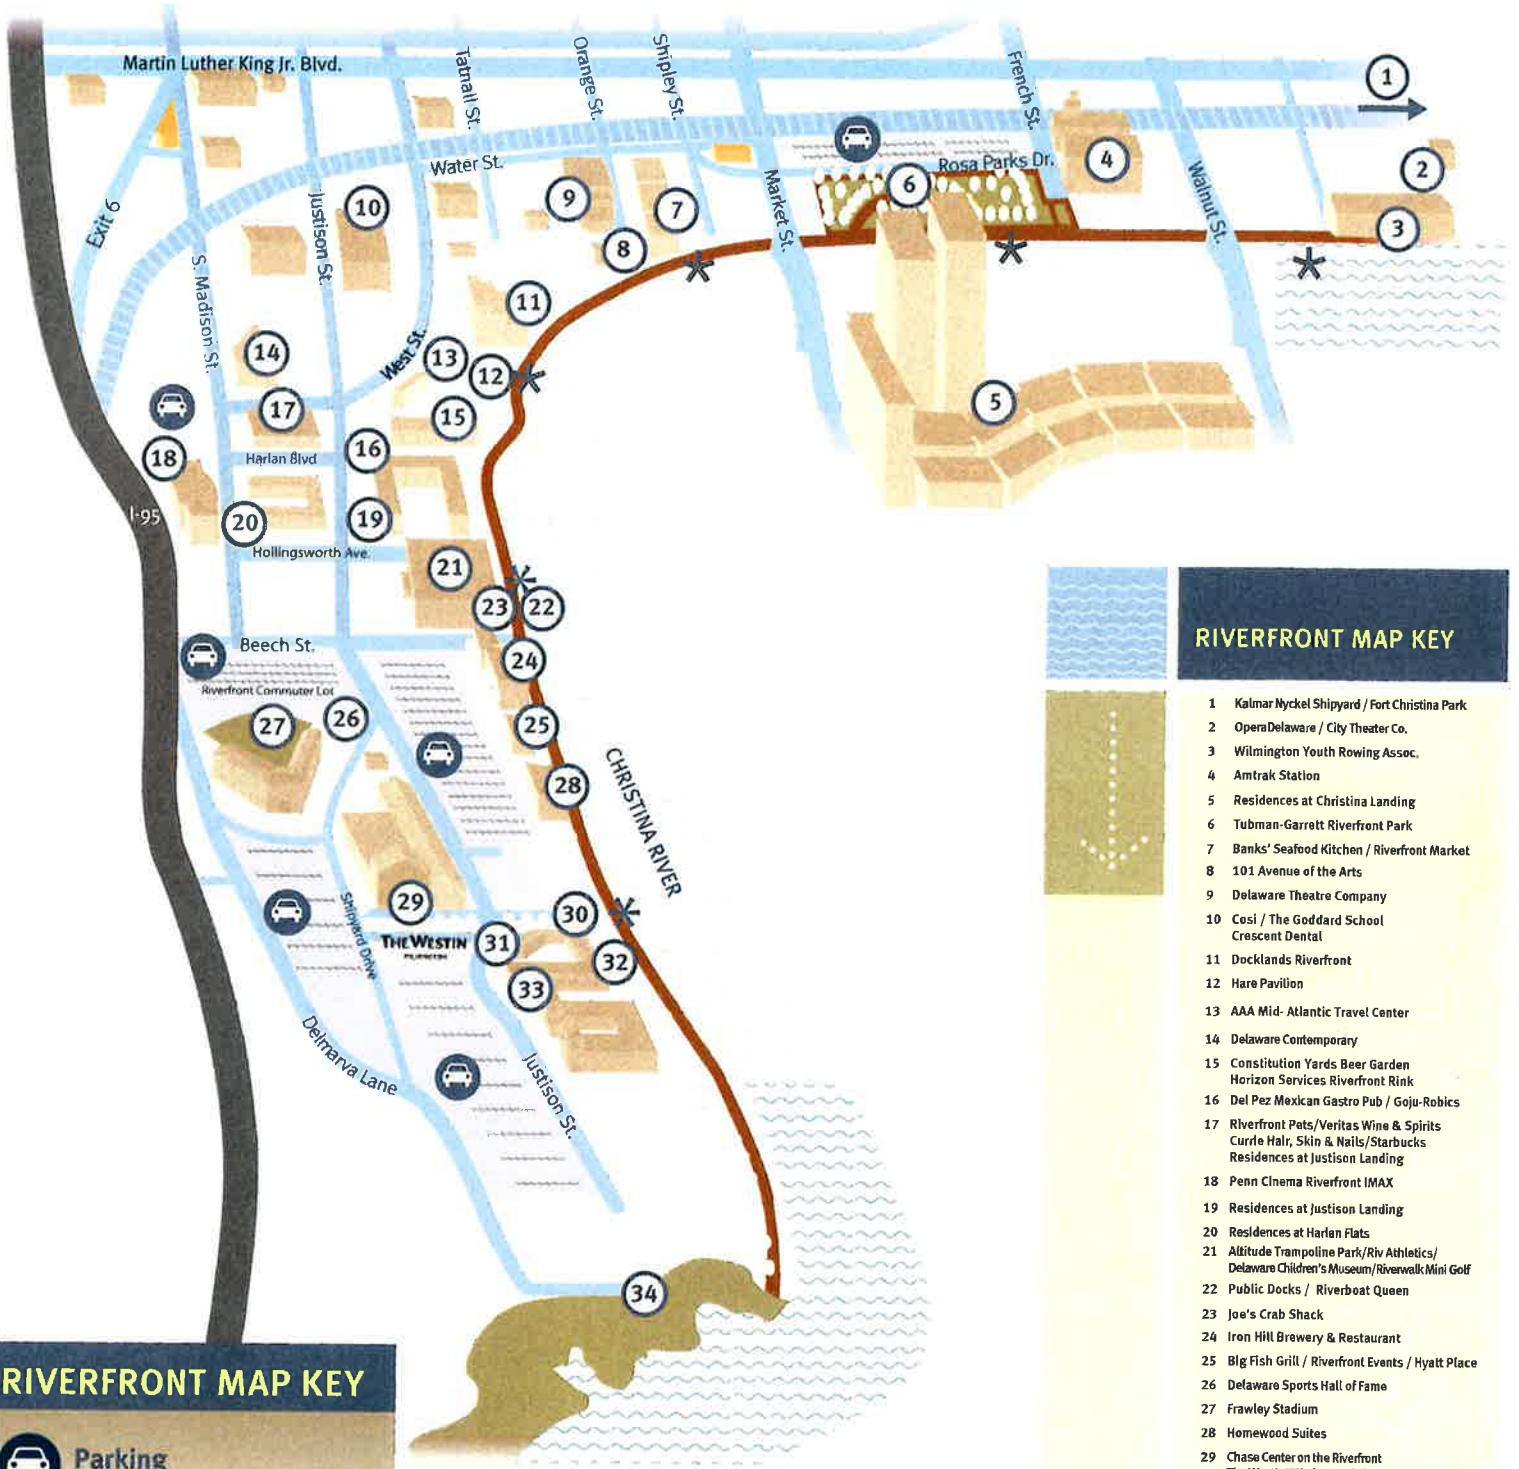 Martin Luther King Jr. Blvd.
Tatnall St.
Orange St.
Shipley St.
French St.
1
Water St.
Rosa Parks Dr.
4
2
Exit 6
Justison St.
10
9
7
6
Market St.
Walnut St.
3
8
S. Madison St.
11
14
West St.
13
12
17
15
5
18
Harlan Blvd
16
I-95
20
19
Hollingsworth Ave.
21
23
22
Beech St.
24
Riverfront Commuter Lot
27
26
25
28
CHRISTINA RIVER
29
Shipyard Drive
THE WESTIN
30
31
32
33
Delmarva Lane
Justison St.
34
RIVERFRONT MAP KEY
Parking
RIVERFRONT MAP KEY
1 Kalmar Nyckel Shipyard / Fort Christina Park
2 OperaDelaware / City Theater Co.
3 Wilmington Youth Rowing Assoc.
4 Amtrak Station
5 Residences at Christina Landing
6 Tubman-Garrett Riverfront Park
7 Banks' Seafood Kitchen / Riverfront Market
8 101 Avenue of the Arts
9 Delaware Theatre Company
10 Cosi / The Goddard School
Crescent Dental
11 Docklands Riverfront
12 Hare Pavilion
13 AAA Mid- Atlantic Travel Center
14 Delaware Contemporary
15 Constitution Yards Beer Garden
Horizon Services Riverfront Rink
16 Del Pez Mexican Gastro Pub / Goju-Robics
17 Riverfront Pets/Veritas Wine & Spirits
Currie Hair, Skin & Nails/Starbucks
Residences at Justison Landing
18 Penn Cinema Riverfront IMAX
19 Residences at Justison Landing
20 Residences at Harlan Flats
21 Altitude Trampoline Park/Riv Athletics/
Delaware Children's Museum/Riverwalk Mini Golf
22 Public Docks / Riverboat Queen
23 Joe's Crab Shack
24 Iron Hill Brewery & Restaurant
25 Big Fish Grill / Riverfront Events / Hyatt Place
26 Delaware Sports Hall of Fame
27 Frawley Stadium
28 Homewood Suites
29 Chase Center on the Riverfront